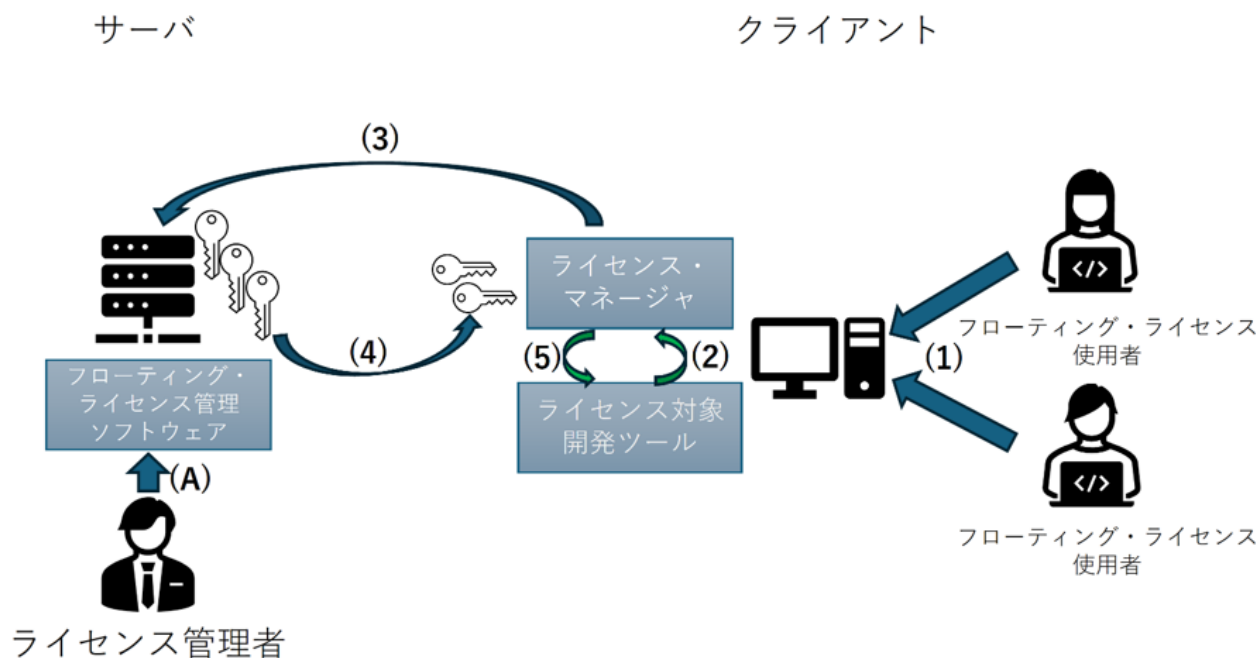 サーバ
クライアント
(3)
ライセンス・
マネージャ
</>
フローティング・ライセンス
使用者
(4)
(5)
(2)
(1)
フローティング・
ライセンス管理
ソフトウェア
ライセンス対象
開発ツール
(A)
</>
フローティング・ライセンス
使用者
ライセンス管理者